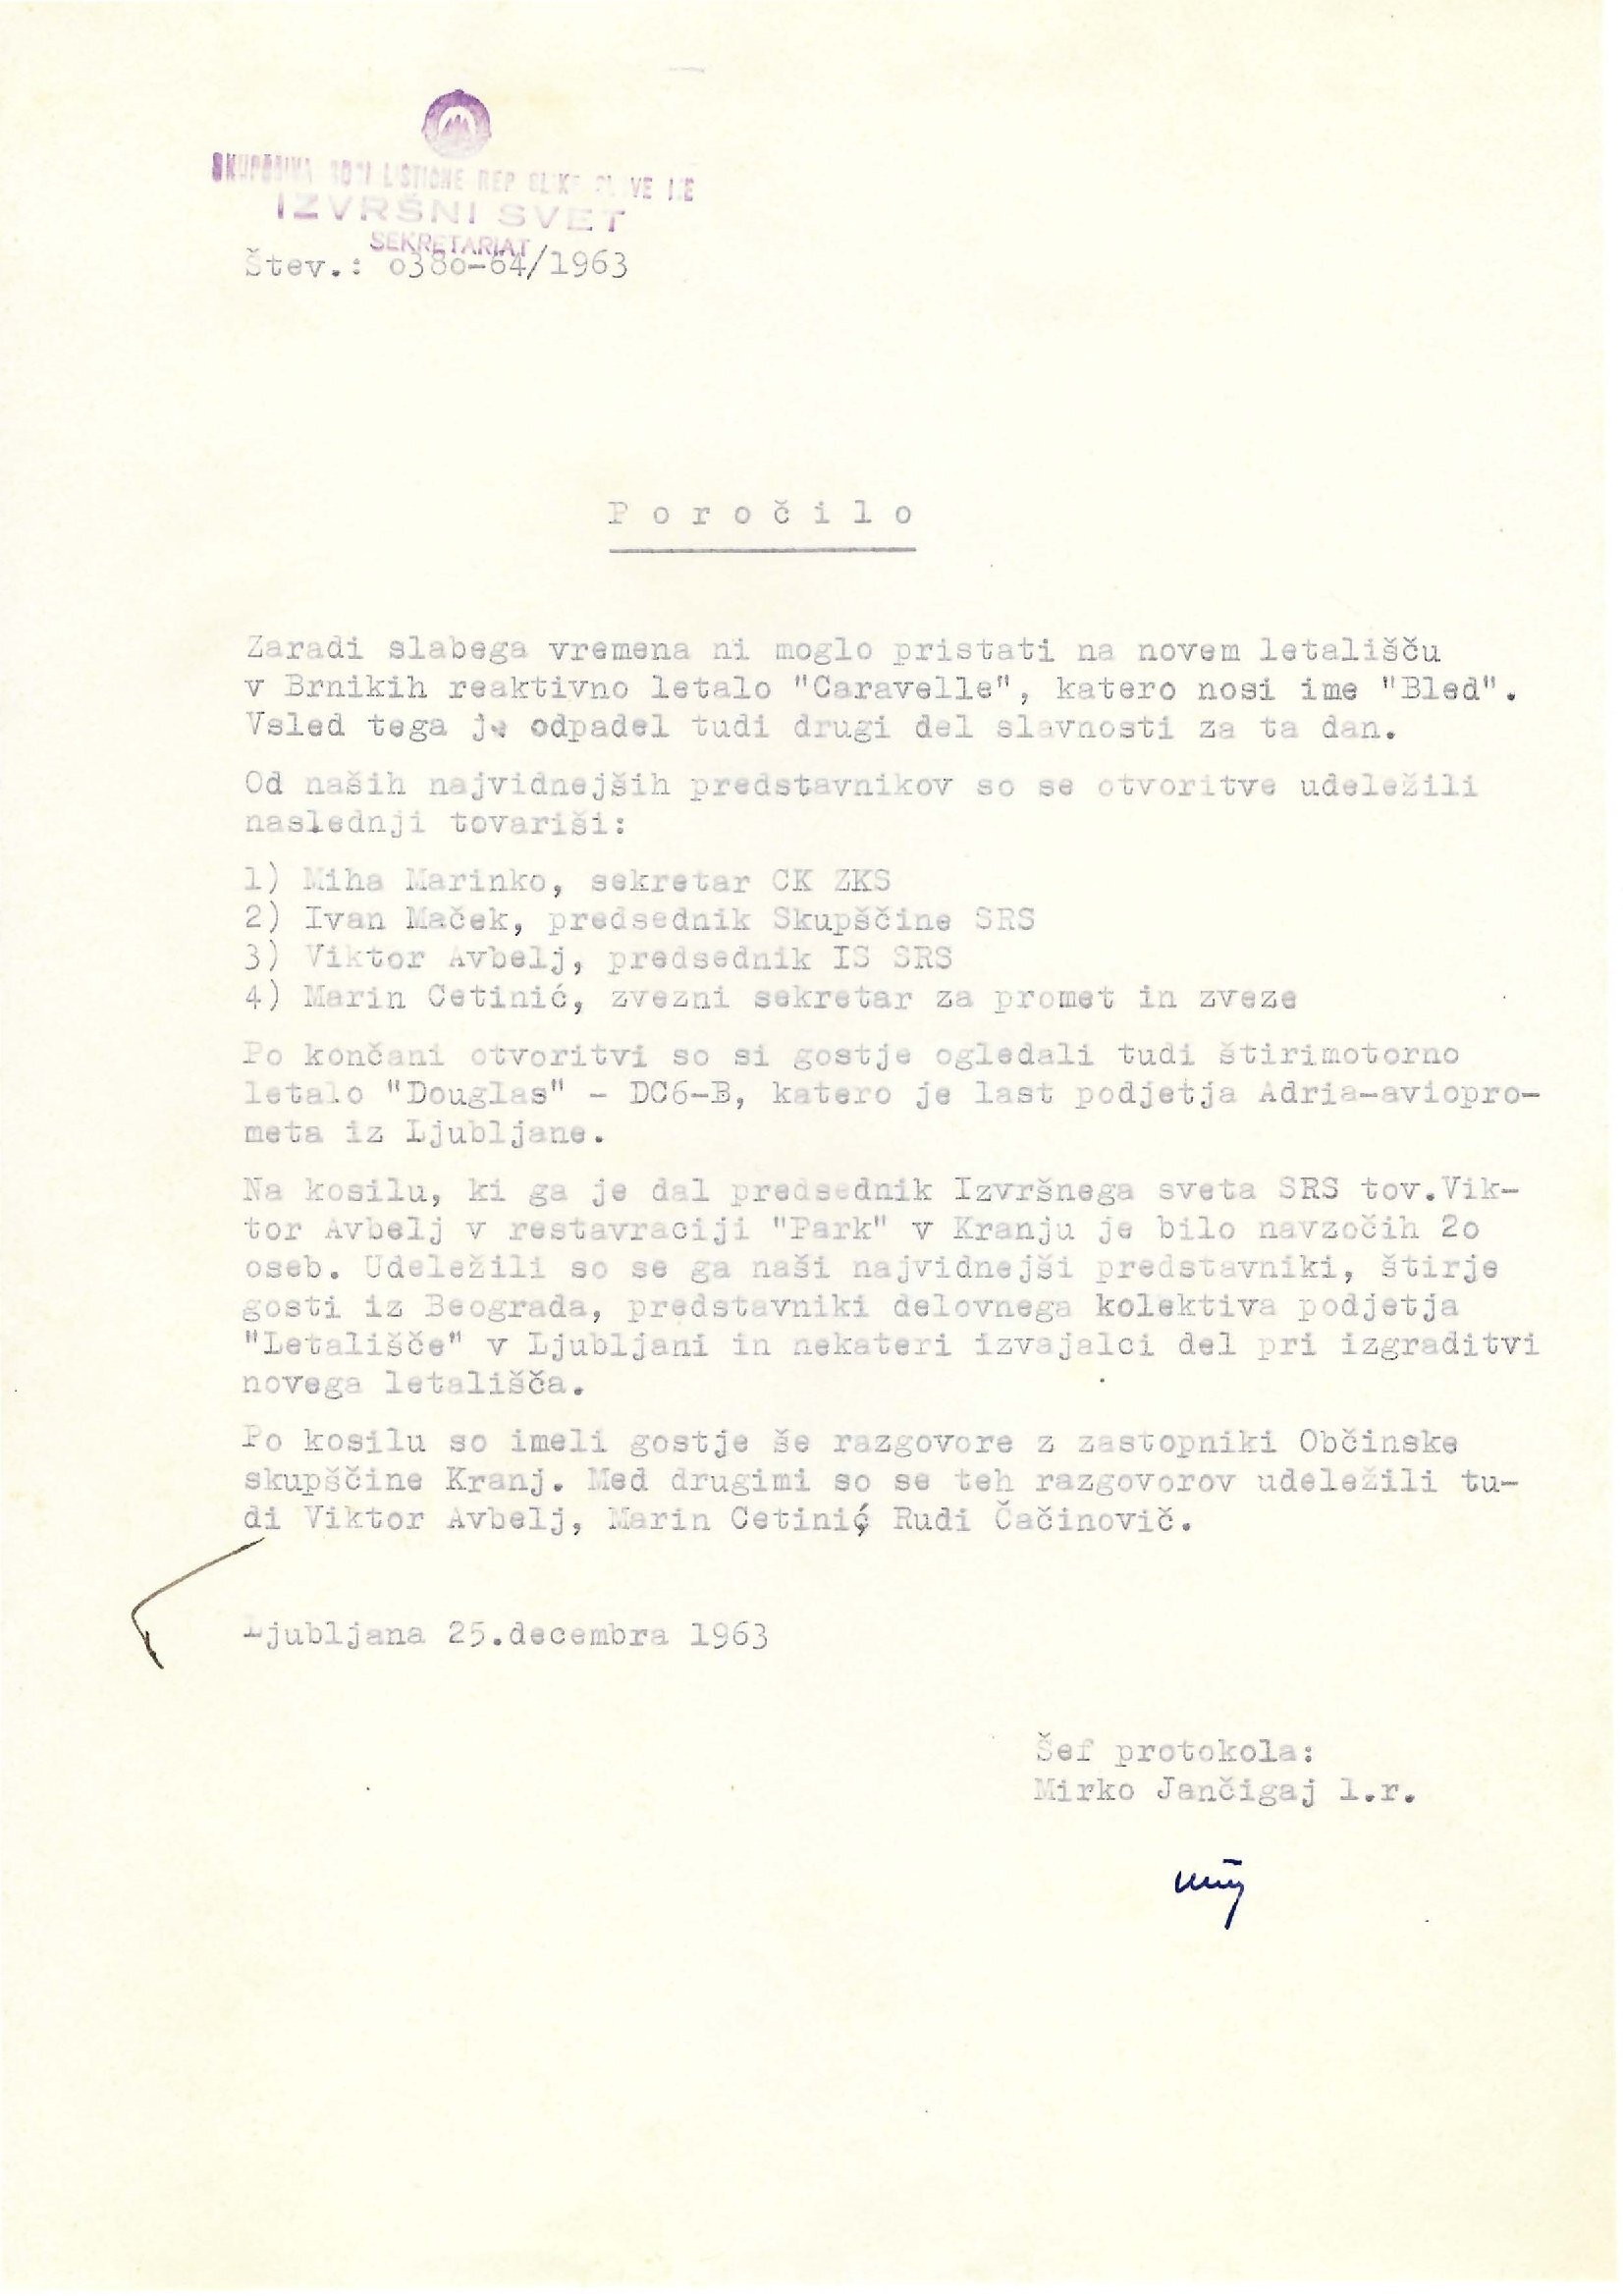 SKUPŠČINA SOCIALISTIČNE REPUBLIKE SLOVENIJE
IZVRŠNI SVET
SEKRETARIAT
Štev.: o38o-64/1963
P o r o č i l o
Zaradi slabega vremena ni moglo pristati na novem letališču
v Brnikih reaktivno letalo "Caravelle", katero nosi ime "Bled".
Vsled tega je odpadel tudi drugi del slavnosti za ta dan.
Od naših najvidnejših predstavnikov so se otvoritve udeležili
naslednji tovariši:
1) Miha Marinko, sekretar CK ZKS
2) Ivan Maček, predsednik Skupščine SRS
3) Viktor Avbelj, predsednik IS SRS
4) Marin Cetinić, zvezni sekretar za promet in zveze
Po končani otvoritvi so si gostje ogledali tudi štirimotorno
letalo "Douglas" - DC6-B, katero je last podjetja Adria-aviopro-
meta iz Ljubljane.
Na kosilu, ki ga je dal predsednik Izvršnega sveta SRS tov.Vik-
tor Avbelj v restavraciji "Park" v Kranju je bilo navzočih 2o
oseb. Udeležili so se ga naši najvidnejši predstavniki, štirje
gosti iz Beograda, predstavniki delovnega kolektiva podjetja
"Letališče" v Ljubljani in nekateri izvajalci del pri izgraditvi
novega letališča.
Po kosilu so imeli gostje še razgovore z zastopniki Občinske
skupščine Kranj. Med drugimi so se teh razgovorov udeležili tu-
di Viktor Avbelj, Marin Cetinić, Rudi Čačinovič.
Ljubljana 25.decembra 1963
Šef protokola:
Mirko Jančigaj l.r.